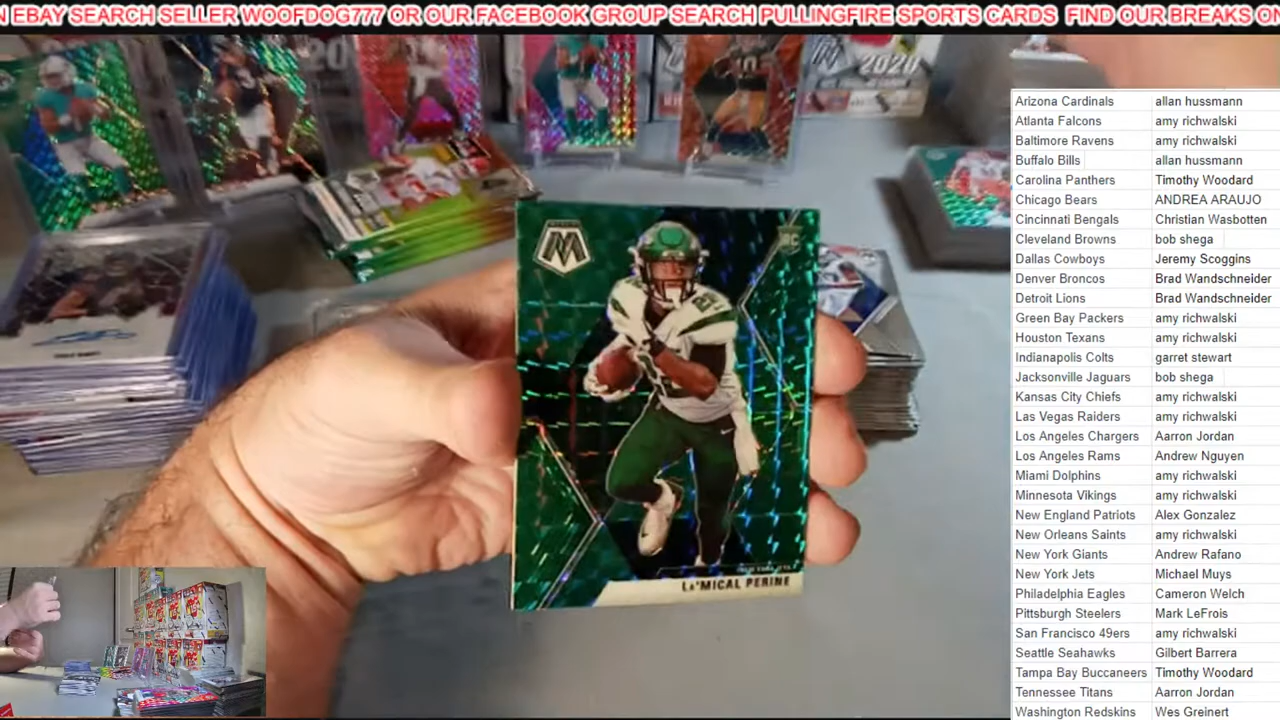 N EBAY SEARCH SELLER WOOFDOG777 OR OUR FACEBOOK GROUP SEARCH PULLINGFIRE SPORTS CARDS  FIND OUR BREAKS ON
2020
RC
M
LA'MICAL PERINE
Arizona Cardinals allan hussmann
Atlanta Falcons amy richwalski
Baltimore Ravens amy richwalski
Buffalo Bills allan hussmann
Carolina Panthers Timothy Woodard
Chicago Bears ANDREA ARAUJO
Cincinnati Bengals Christian Wasbotten
Cleveland Browns bob shega
Dallas Cowboys Jeremy Scoggins
Denver Broncos Brad Wandschneider
Detroit Lions Brad Wandschneider
Green Bay Packers amy richwalski
Houston Texans amy richwalski
Indianapolis Colts garret stewart
Jacksonville Jaguars bob shega
Kansas City Chiefs amy richwalski
Las Vegas Raiders amy richwalski
Los Angeles Chargers Aarron Jordan
Los Angeles Rams Andrew Nguyen
Miami Dolphins amy richwalski
Minnesota Vikings amy richwalski
New England Patriots Alex Gonzalez
New Orleans Saints amy richwalski
New York Giants Andrew Rafano
New York Jets Michael Muys
Philadelphia Eagles Cameron Welch
Pittsburgh Steelers Mark LeFrois
San Francisco 49ers amy richwalski
Seattle Seahawks Gilbert Barrera
Tampa Bay Buccaneers Timothy Woodard
Tennessee Titans Aarron Jordan
Washington Redskins Wes Greinert